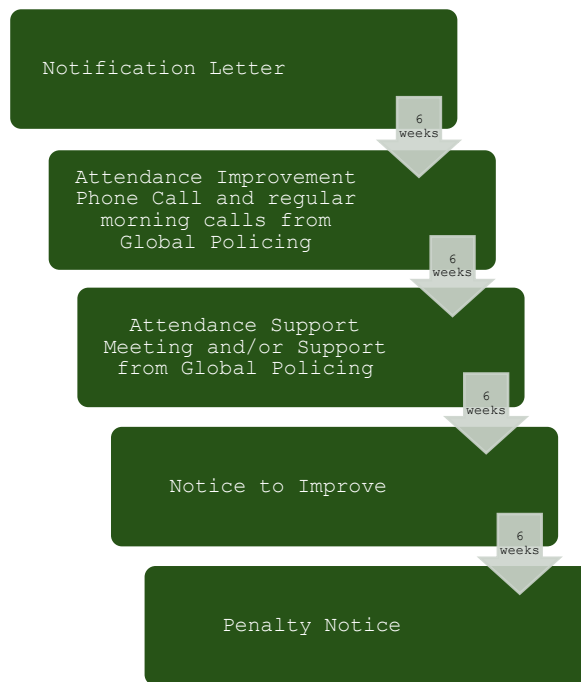 Notification Letter
6
weeks
Attendance Improvement
Phone Call and regular
morning calls from
Global Policing
6
weeks
Attendance Support
Meeting and/or Support
from Global Policing
6
weeks
Notice to Improve
6
weeks
Penalty Notice